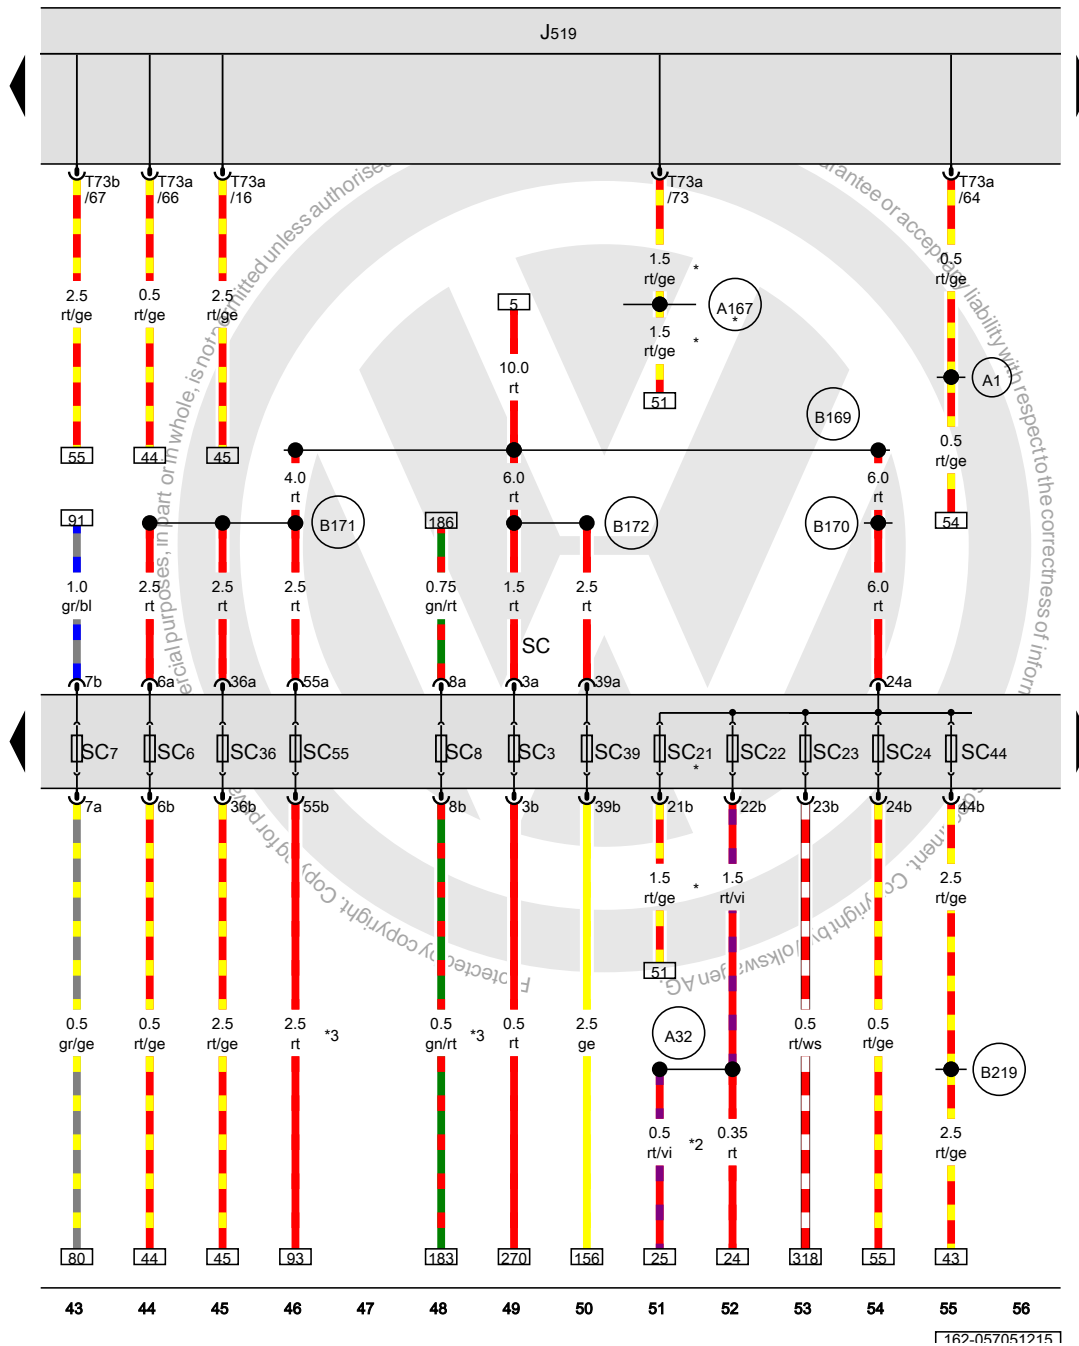 J519
T73b T73a T73a T73a T73a
/67 /66 /16 /73 /64
2.5 0.5 2.5 1.5 * 0.5
rt/ge rt/ge rt/ge rt/ge rt/ge
5 A167 *
1.5 *
rt/ge
10.0
rt
A1
51
B169
55 44 45 0.5
rt/ge
4.0 6.0 6.0
rt rt rt
91 B171 186 B172 B170 54
1.0 2.5 2.5 2.5 0.75 1.5 2.5 6.0
gr/bl rt rt rt gn/rt rt rt rt
SC
7b 6a 36a 55a 8a 3a 39a 24a
SC7 SC6 SC36 SC55 SC8 SC3 SC39 SC21 SC22 SC23 SC24 SC44
*
7a 6b 36b 55b 8b 3b 39b 21b 22b 23b 24b 44b
1.5 * 1.5 2.5
rt/ge rt/vi rt/ge
51
0.5 0.5 2.5 2.5 *3 0.5 *3 0.5 2.5 A32 0.5 0.5
gr/ge rt/ge rt/ge rt gn/rt rt ge rt/ws rt/ge
B219
0.5 *2 0.35 2.5
rt/vi rt rt/ge
80 44 45 93 183 270 156 25 24 318 55 43
43 44 45 46 47 48 49 50 51 52 53 54 55 56
162-057051215